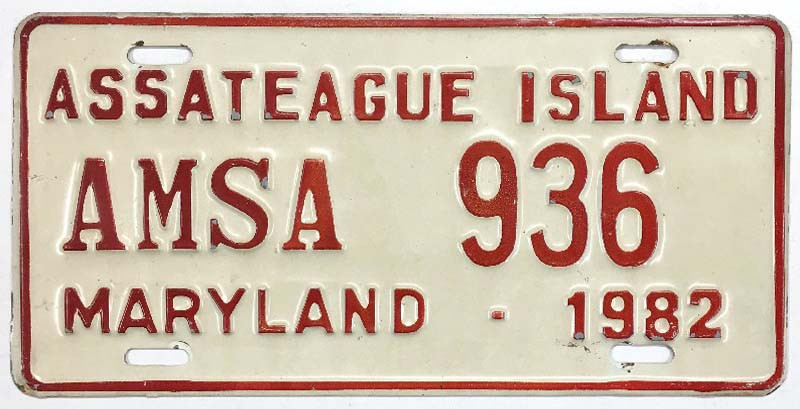 ASSATEAGUE ISLAND
AMSA 936
MARYLAND - 1982